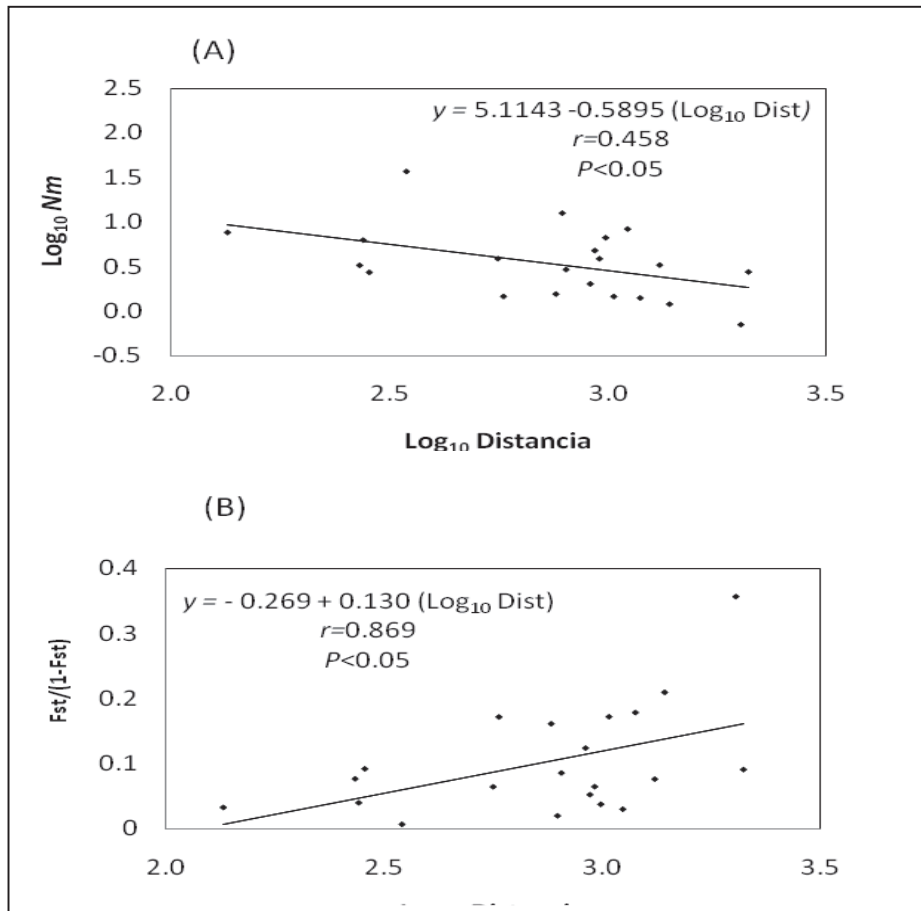 (A)
y = 5.1143 -0.5895 (Log₁₀ Dist)
r=0.458
P<0.05
Log₁₀ Nm
2.5
2.0
1.5
1.0
0.5
0.0
-0.5
2.0 2.5 3.0 3.5
Log₁₀ Distancia
(B)
y = - 0.269 + 0.130 (Log₁₀ Dist)
r=0.869
P<0.05
Fst/(1-Fst)
0.4
0.3
0.2
0.1
0
2.0 2.5 3.0 3.5